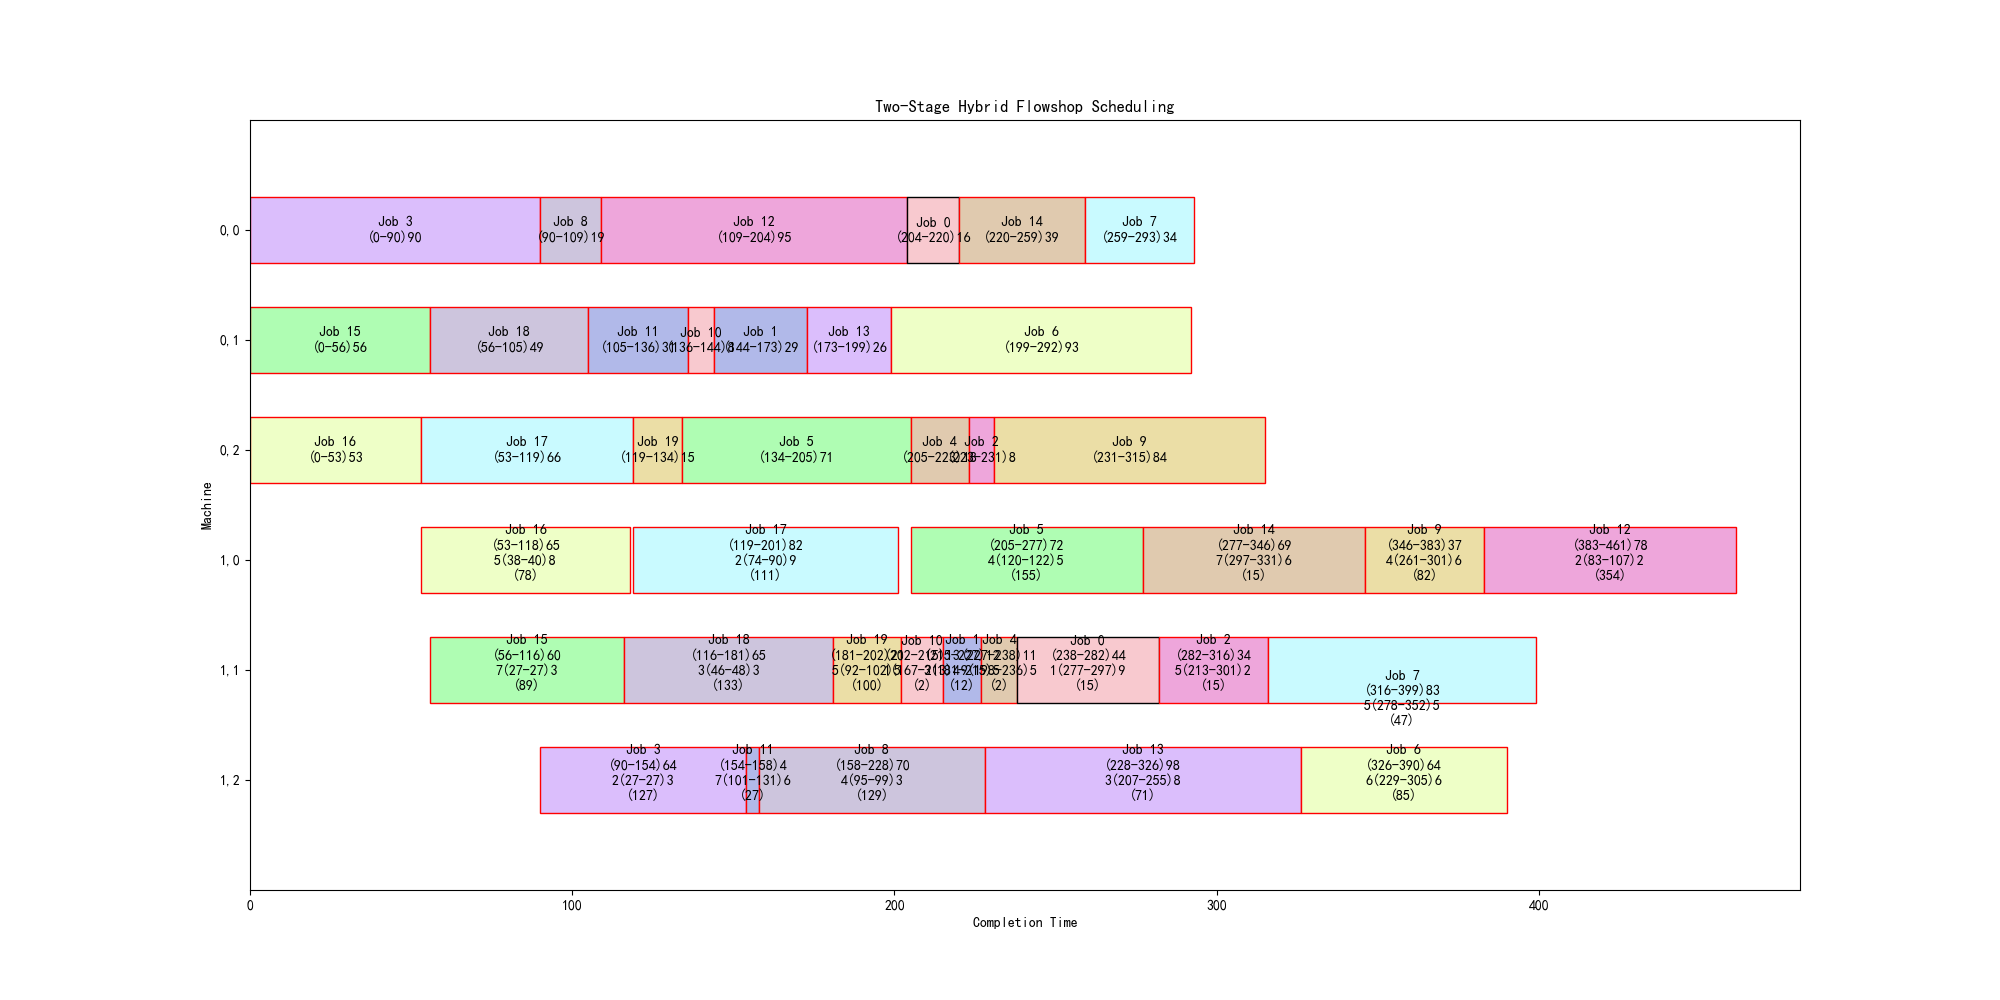 Two-Stage Hybrid Flowshop Scheduling
0,0
Job 3
(0-90)90
Job 8
(90-109)19
Job 12
(109-204)95
Job 0
(204-220)16
Job 14
(220-259)39
Job 7
(259-293)34
0,1
Job 15
(0-56)56
Job 18
(56-105)49
Job 11
(105-136)31
Job 10
(136-144)8
Job 1
(144-173)29
Job 13
(173-199)26
Job 6
(199-292)93
0,2
Job 16
(0-53)53
Job 17
(53-119)66
Job 19
(119-134)15
Job 5
(134-205)71
Job 4
(205-223)18
Job 2
(223-231)8
Job 9
(231-315)84
Machine
1,0
Job 16
(53-118)65
5(38-40)8
(78)
Job 17
(119-201)82
2(74-90)9
(111)
Job 5
(205-277)72
4(120-122)5
(155)
Job 14
(277-346)69
7(297-331)6
(15)
Job 9
(346-383)37
4(261-301)6
(82)
Job 12
(383-461)78
2(83-107)2
(354)
1,1
Job 15
(56-116)60
7(27-27)3
(89)
Job 18
(116-181)65
3(46-48)3
(133)
Job 19
(181-202)21
(100)
Job 10
(202-215)13
(2)
Job 1
(215-227)12
(12)
Job 4
(227-238)11
(2)
Job 0
(238-282)44
1(277-297)9
(15)
Job 2
(282-316)34
5(213-301)2
(15)
Job 7
(316-399)83
5(278-352)5
(47)
1,2
Job 3
(90-154)64
2(27-27)3
(127)
Job 11
(154-158)4
7(101-131)6
(27)
Job 8
(158-228)70
4(95-99)3
(129)
Job 13
(228-326)98
3(207-255)8
(71)
Job 6
(326-390)64
6(229-305)6
(85)
0
100
200
300
400
Completion Time